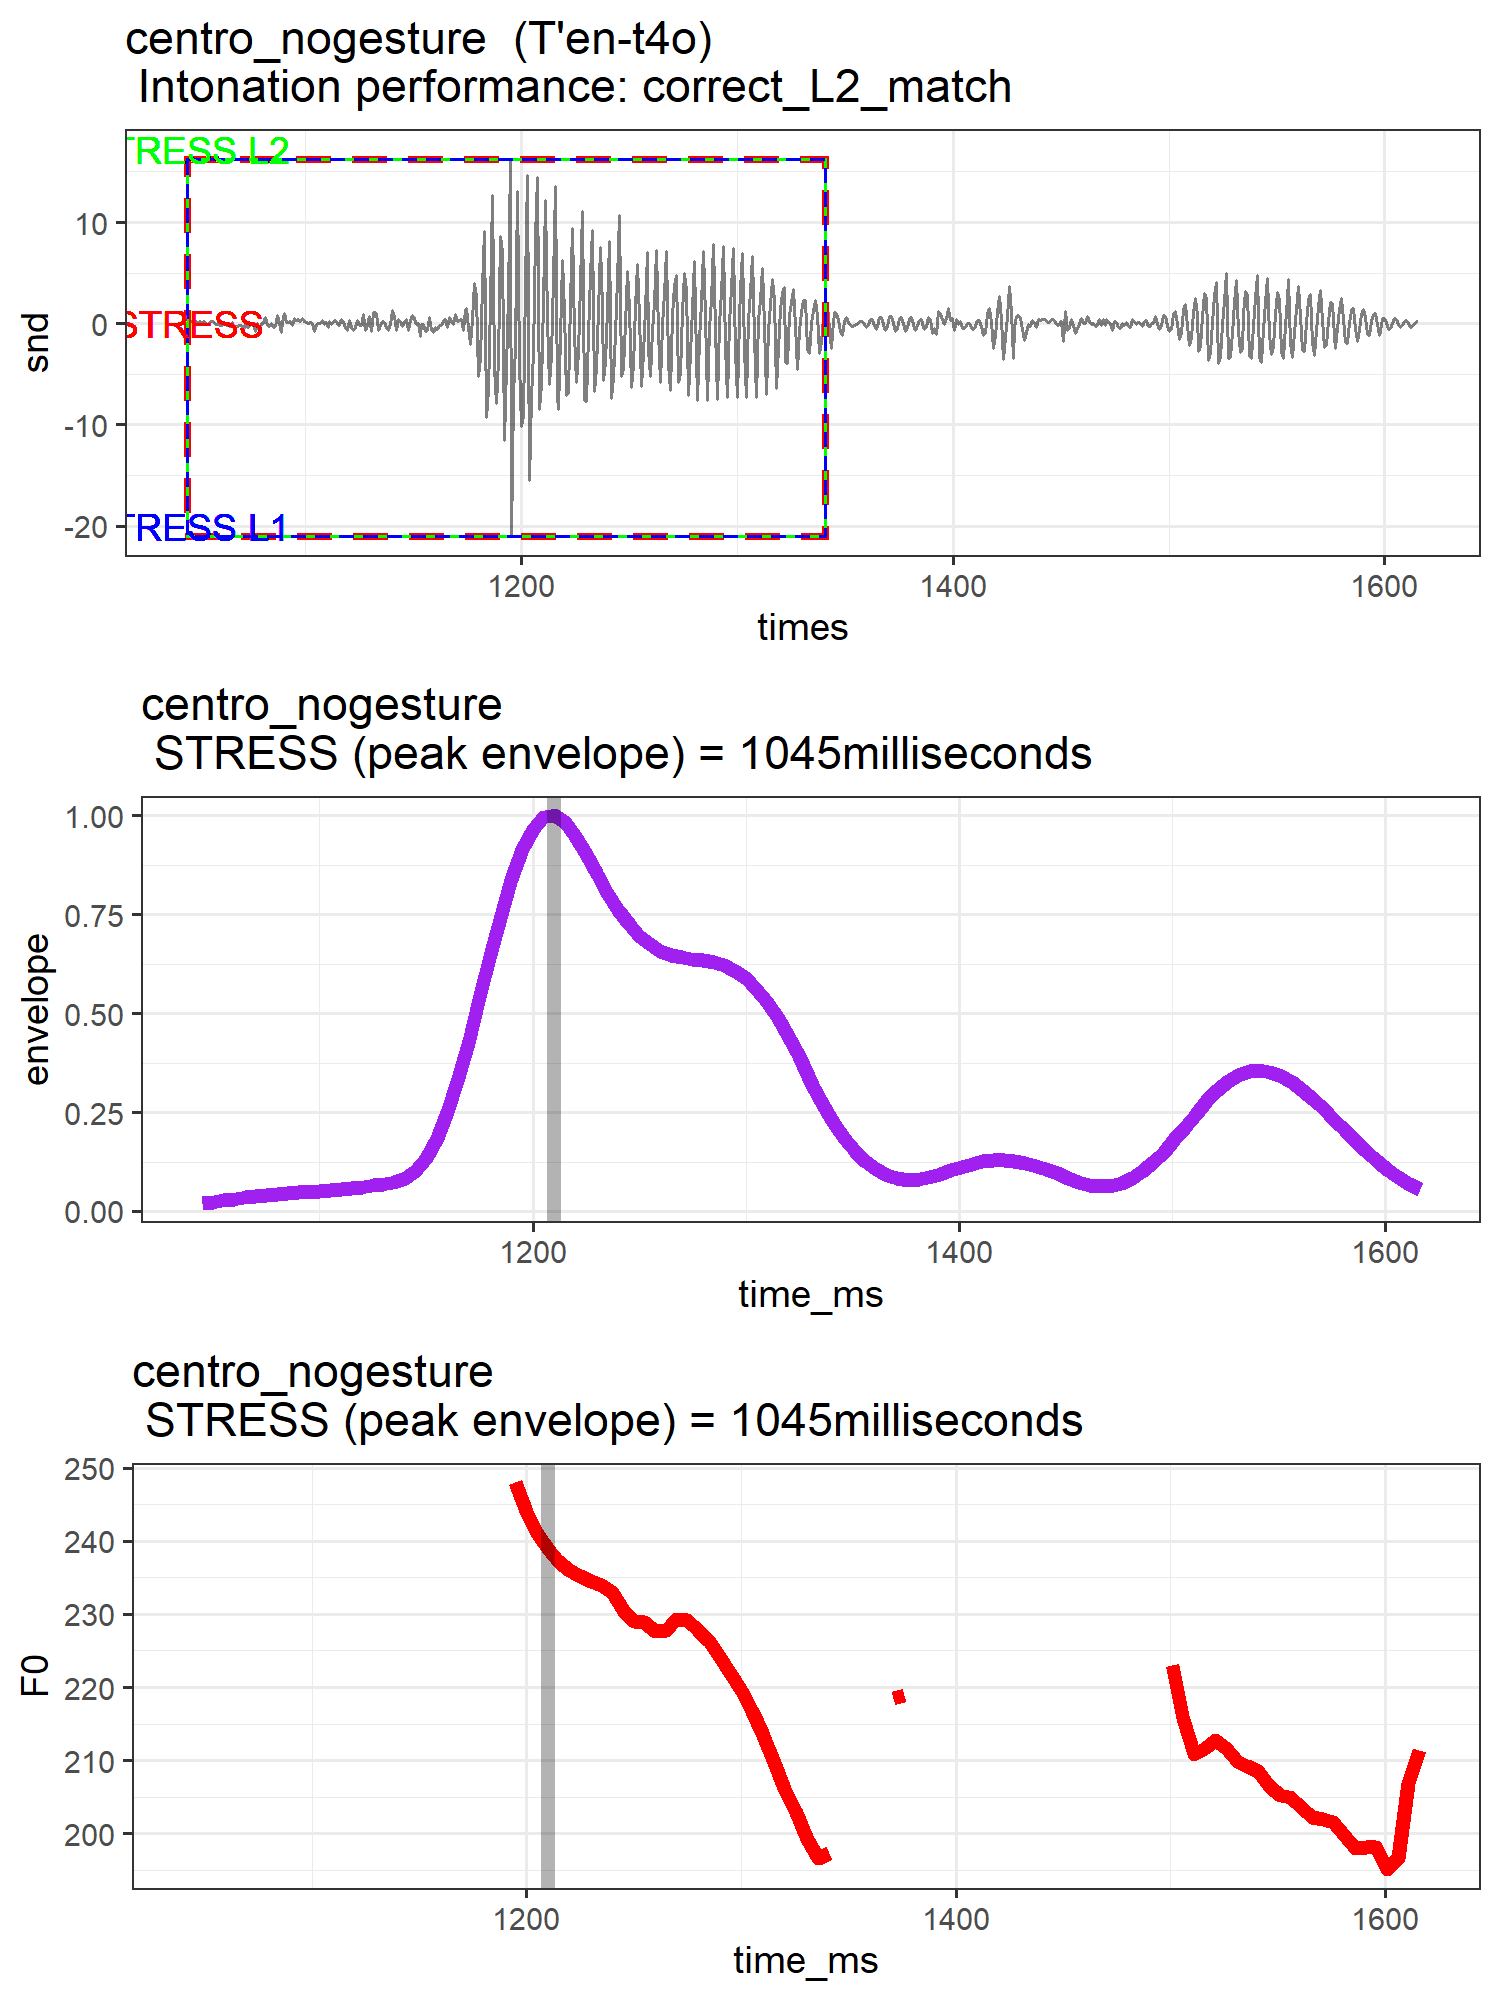 centro_nogesture  (T'en-t4o)
Intonation performance: correct_L2_match
TRESS L2
STRESS
TRESS L1
10
0
-10
-20
snd
1200
1400
1600
times
centro_nogesture
STRESS (peak envelope) = 1045milliseconds
1.00
0.75
0.50
0.25
0.00
envelope
1200
1400
1600
time_ms
centro_nogesture
STRESS (peak envelope) = 1045milliseconds
250
240
230
220
210
200
F0
1200
1400
1600
time_ms